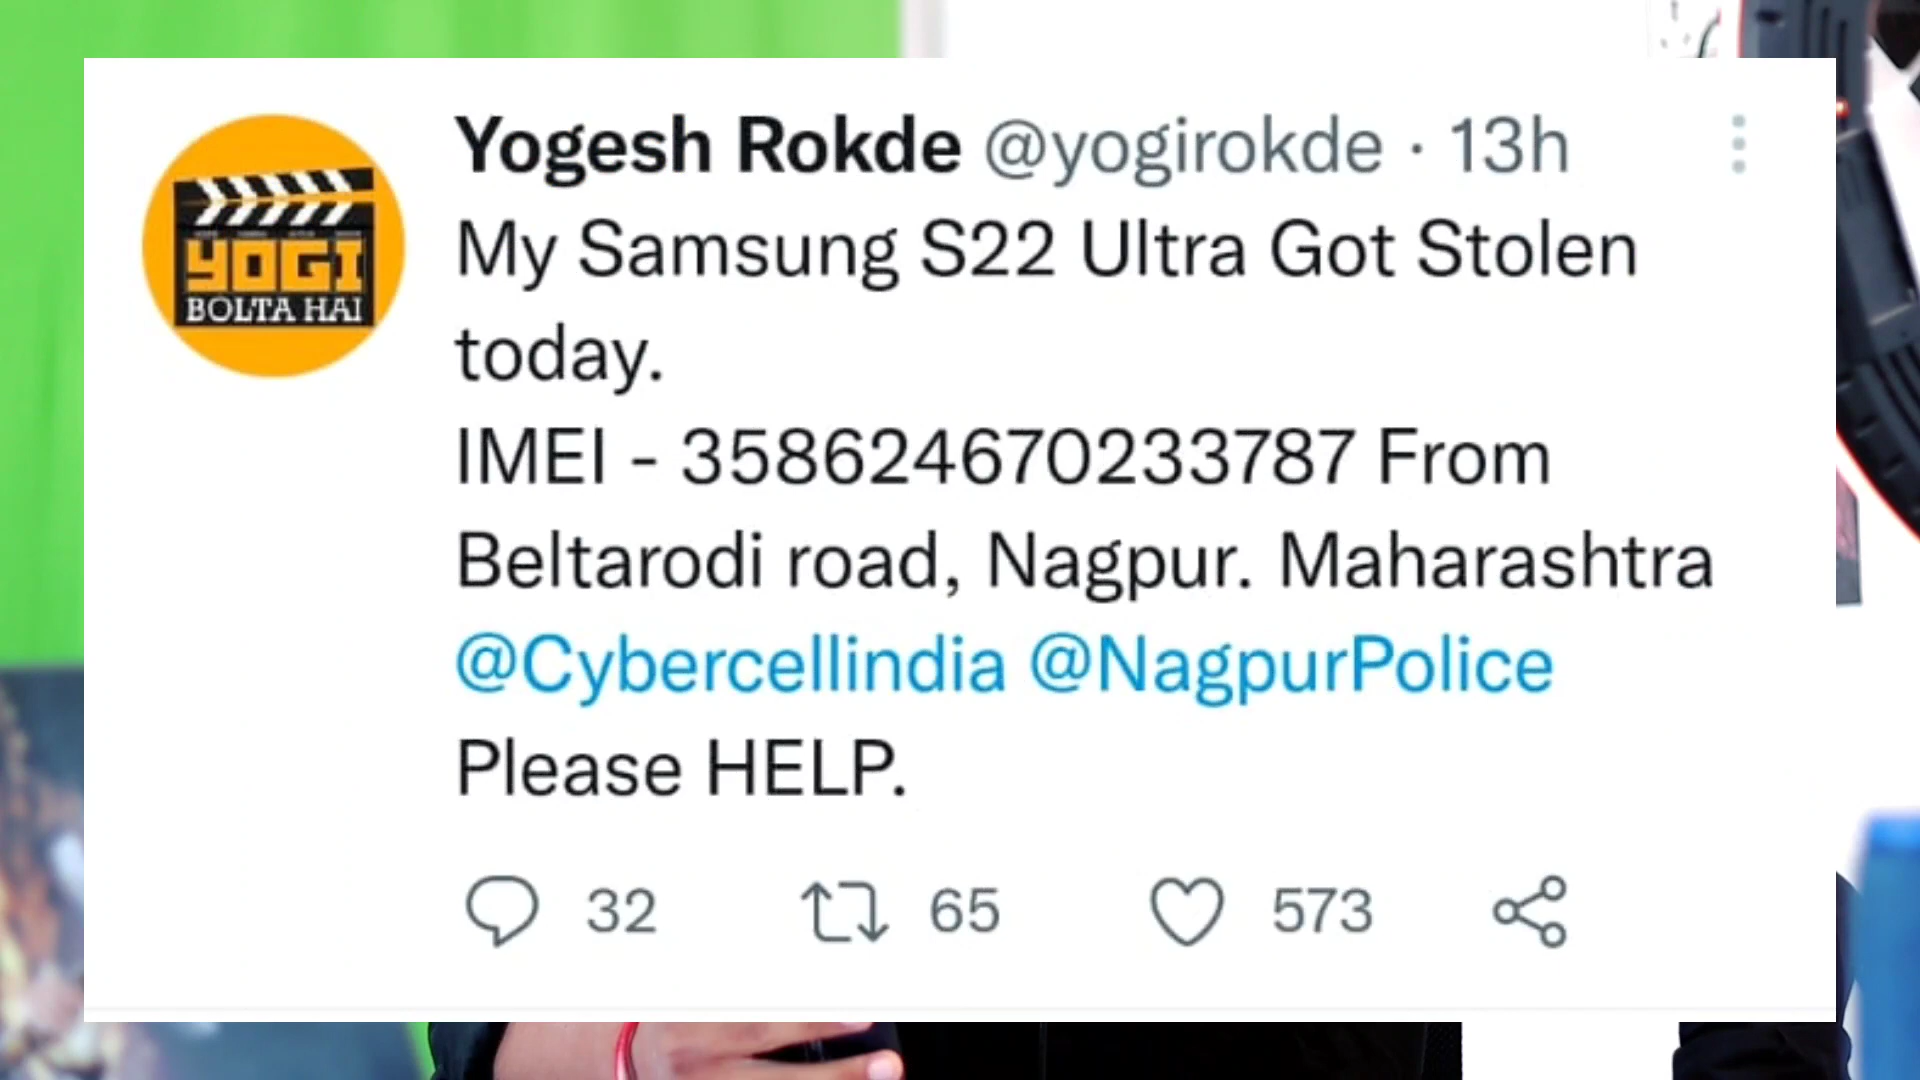 Yogesh Rokde @yogirokde · 13h
YOGI
BOLTA HAI
My Samsung S22 Ultra Got Stolen
today.
IMEI - 358624670233787 From
Beltarodi road, Nagpur. Maharashtra
@Cybercellindia @NagpurPolice
Please HELP.
32 65 573